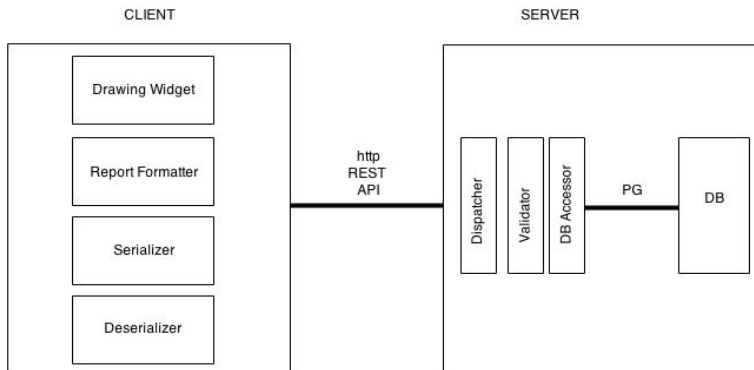 CLIENT
SERVER
Drawing Widget
Report Formatter
Serializer
Deserializer
http
REST
API
Dispatcher
Validator
DB Accessor
PG
DB